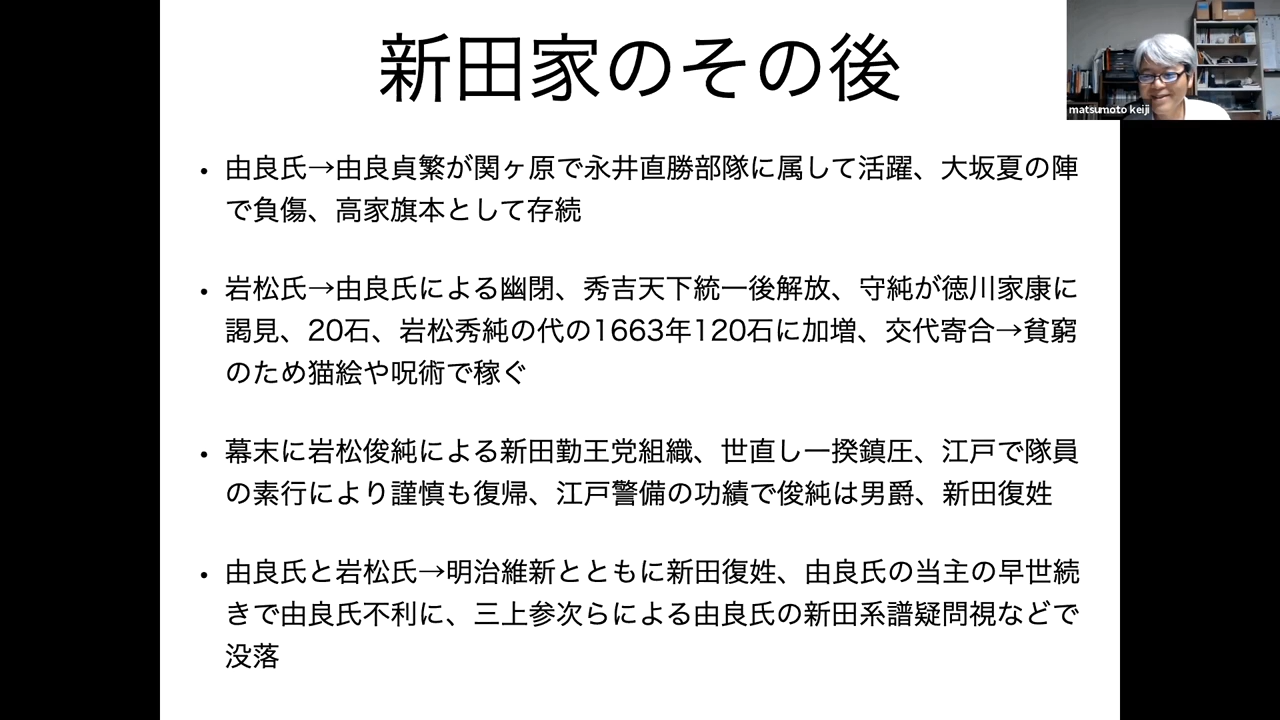 新田家のその後
matsumoto keiji
・由良氏→由良貞繁が関ヶ原で永井直勝部隊に属して活躍、大坂夏の陣
で負傷、高家旗本として存続
・岩松氏→由良氏による幽閉、秀吉天下統一後解放、守純が徳川家康に
謁見、20石、岩松秀純の代の1663年120石に加増、交代寄合→貧窮
のため猫絵や呪術で稼ぐ
・幕末に岩松俊純による新田勤王党組織、世直し一揆鎮圧、江戸で隊員
の素行により謹慎も復帰、江戸警備の功績で俊純は男爵、新田復姓
・由良氏と岩松氏→明治維新とともに新田復姓、由良氏の当主の早世続
きで由良氏不利に、三上参次らによる由良氏の新田系譜疑問視などで
没落